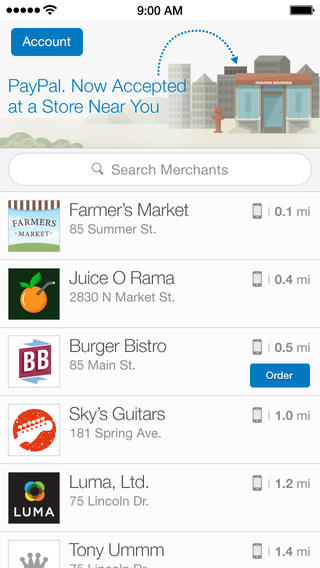 9:00 AM
Account
FASHION BOUTIQUE
PayPal. Now Accepted
at a Store Near You
Search Merchants
FARMERS
MARKET
Farmer's Market
0.1 mi
85 Summer St.
Juice O Rama
0.4 mi
2830 N Market St.
BB
Burger Bistro
0.5 mi
85 Main St.
Order
Sky's Guitars
1.0 mi
181 Spring Ave.
LUMA
Luma, Ltd.
1.2 mi
75 Lincoln Dr.
Tony Ummm
1.4 mi
75 Lincoln Dr.